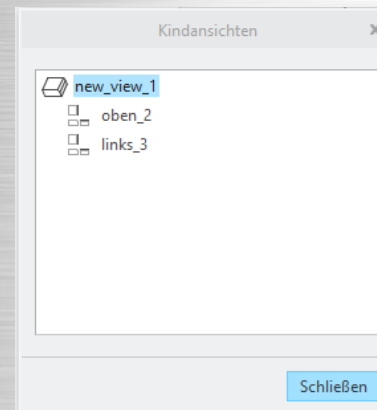 Kindansichten
new_view_1
oben_2
links_3
Schließen